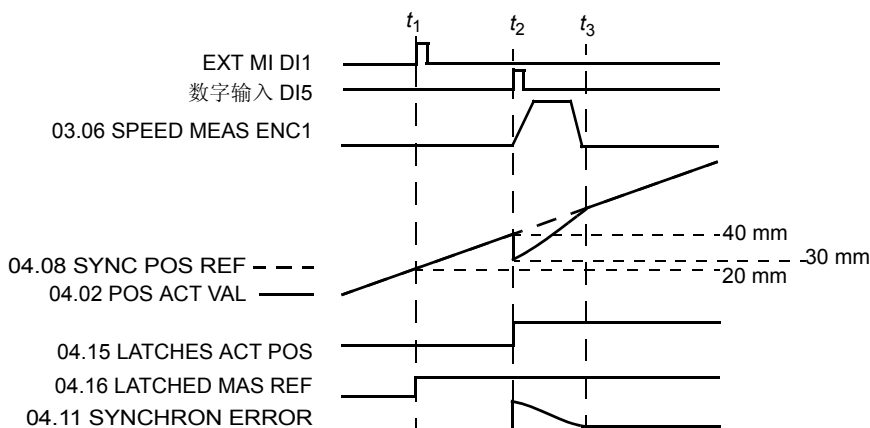 t1 t2 t3
EXT MI DI1
数字输入 DI5
03.06 SPEED MEAS ENC1
40 mm
04.08 SYNC POS REF
30 mm
20 mm
04.02 POS ACT VAL
04.15 LATCHES ACT POS
04.16 LATCHED MAS REF
04.11 SYNCHRON ERROR